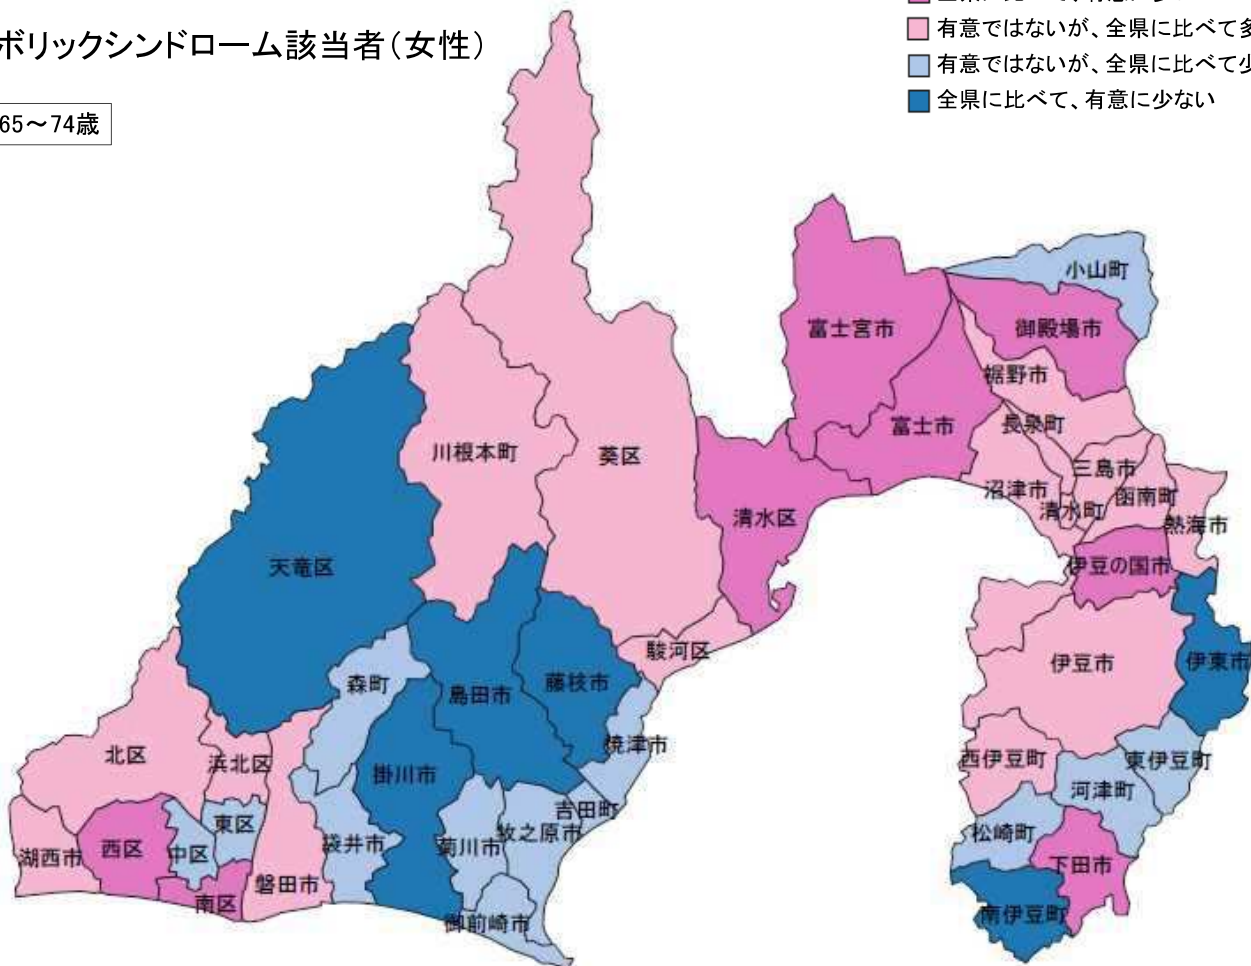 ボリックシンドローム該当者(女性)
65~74歳
有意ではないが、全県に比べて多
有意ではないが、全県に比べて少
全県に比べて、有意に少ない
小山町
富士宮市
御殿場市
裾野市
富士市
長泉町
川根本町
葵区
三島市
沼津市
函南町
清水町
清水区
熱海市
天竜区
伊豆の国市
駿河区
伊豆市
伊東市
森町
島田市
藤枝市
焼津市
北区
浜北区
掛川市
西伊豆町
東伊豆町
河津町
吉田町
東区
牧之原市
松崎町
湖西市
西区
中区
袋井市
菊川市
下田市
磐田市
南区
御前崎市
南伊豆町